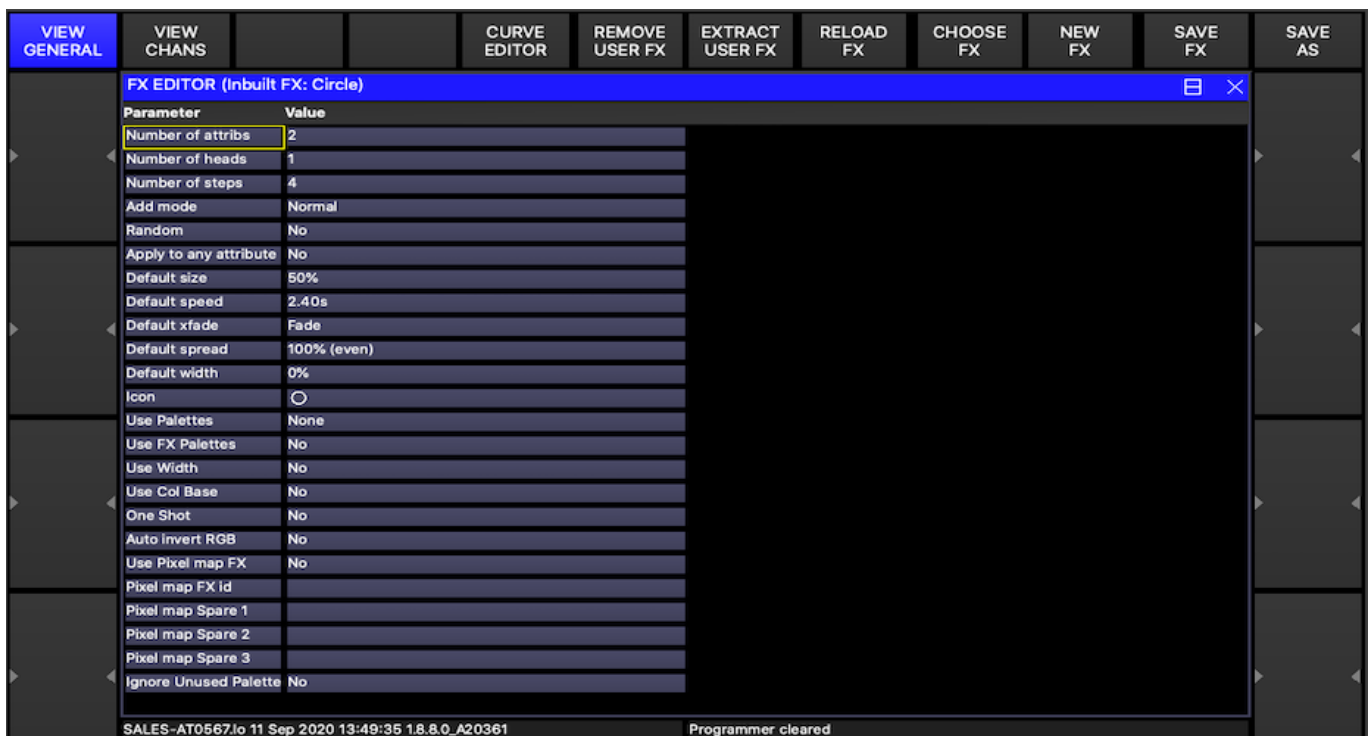 VIEW GENERAL
VIEW CHANS
CURVE EDITOR
REMOVE USER FX
EXTRACT USER FX
RELOAD FX
CHOOSE FX
NEW FX
SAVE FX
SAVE AS
FX EDITOR (Inbuilt FX: Circle)
Parameter Value
Number of attribs 2
Number of heads 1
Number of steps 4
Add mode Normal
Random No
Apply to any attribute No
Default size 50%
Default speed 2.40s
Default xfade Fade
Default spread 100% (even)
Default width 0%
Icon
Use Palettes None
Use FX Palettes No
Use Width No
Use Col Base No
One Shot No
Auto invert RGB No
Use Pixel map FX No
Pixel map FX id
Pixel map Spare 1
Pixel map Spare 2
Pixel map Spare 3
Ignore Unused Palette No
SALES-AT0567.lo 11 Sep 2020 13:49:35 1.8.8.0_A20361 Programmer cleared